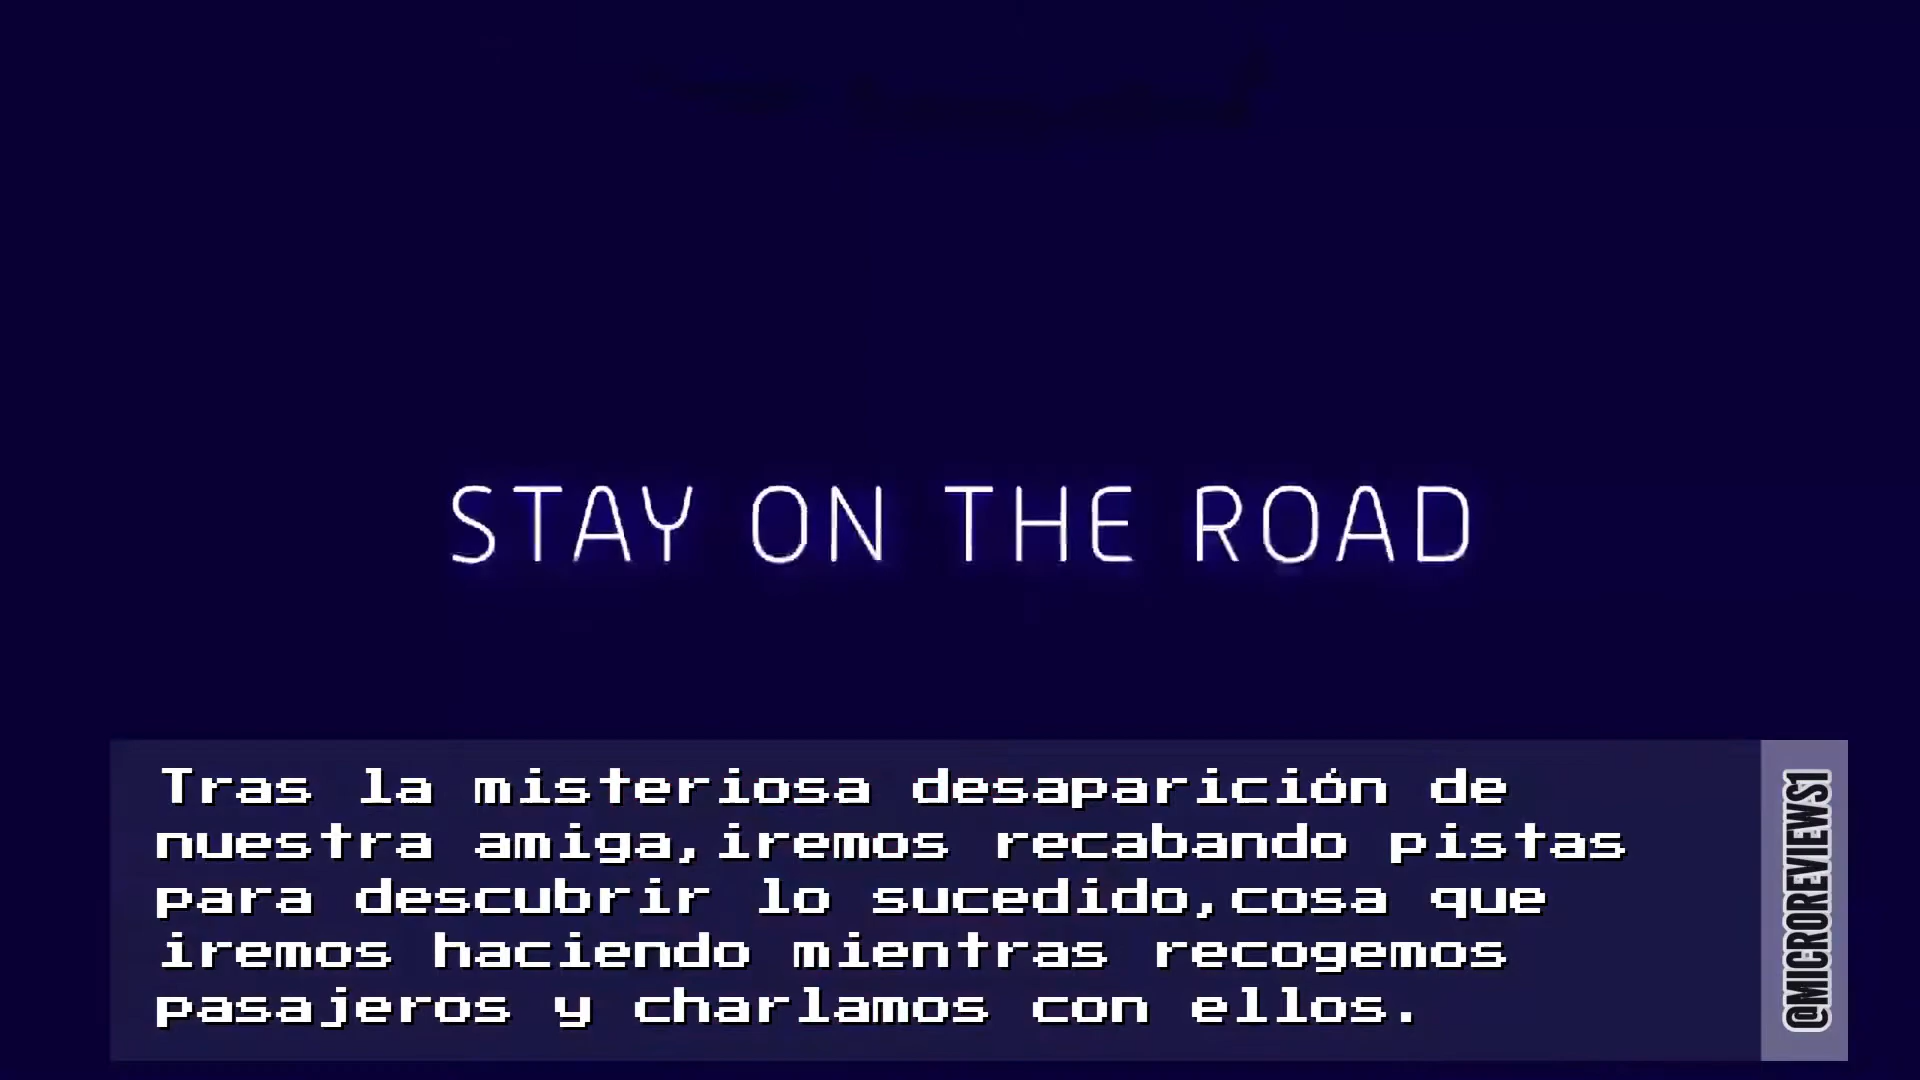 STAY ON THE ROAD
Tras la misteriosa desaparición de
nuestra amiga,iremos recabando pistas
para descubrir lo sucedido,cosa que
iremos haciendo mientras recogemos
pasajeros y charlamos con ellos.
@MICROREVIEWS1